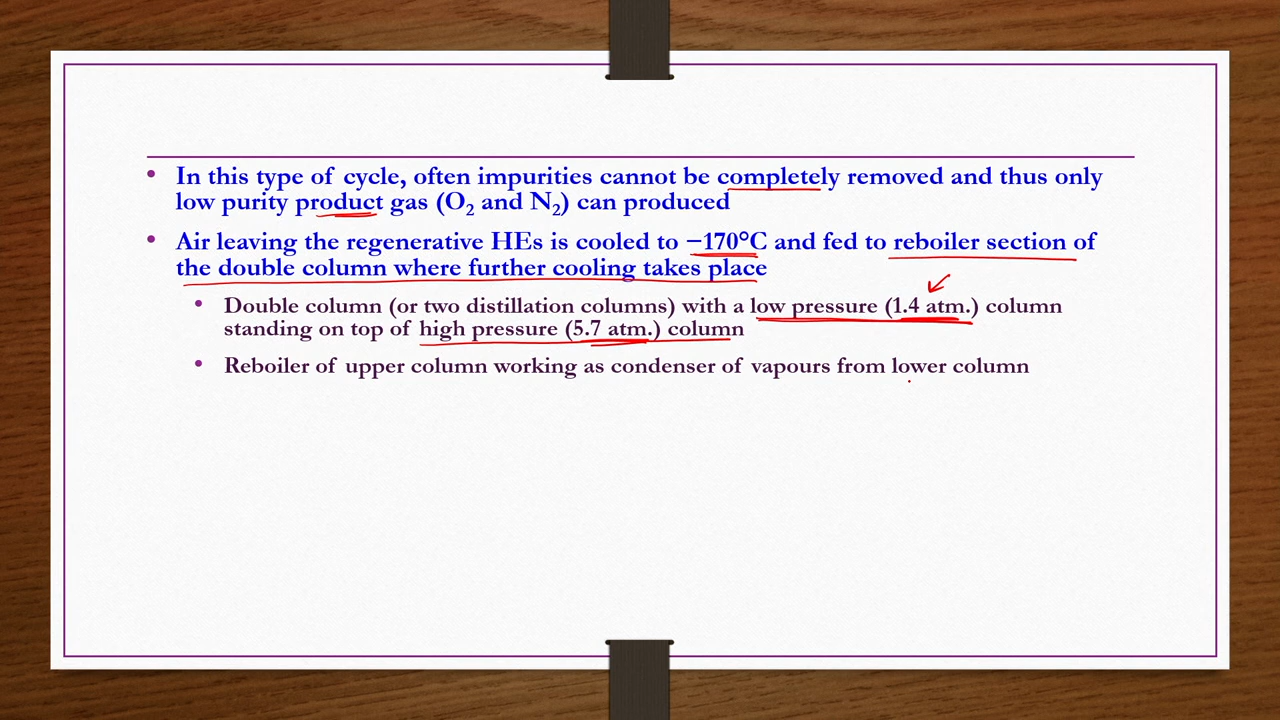 • In this type of cycle, often impurities cannot be completely removed and thus only
low purity product gas (O₂ and N₂) can produced
• Air leaving the regenerative HEs is cooled to −170°C and fed to reboiler section of
the double column where further cooling takes place
• Double column (or two distillation columns) with a low pressure (1.4 atm.) column
standing on top of high pressure (5.7 atm.) column
• Reboiler of upper column working as condenser of vapours from lower column